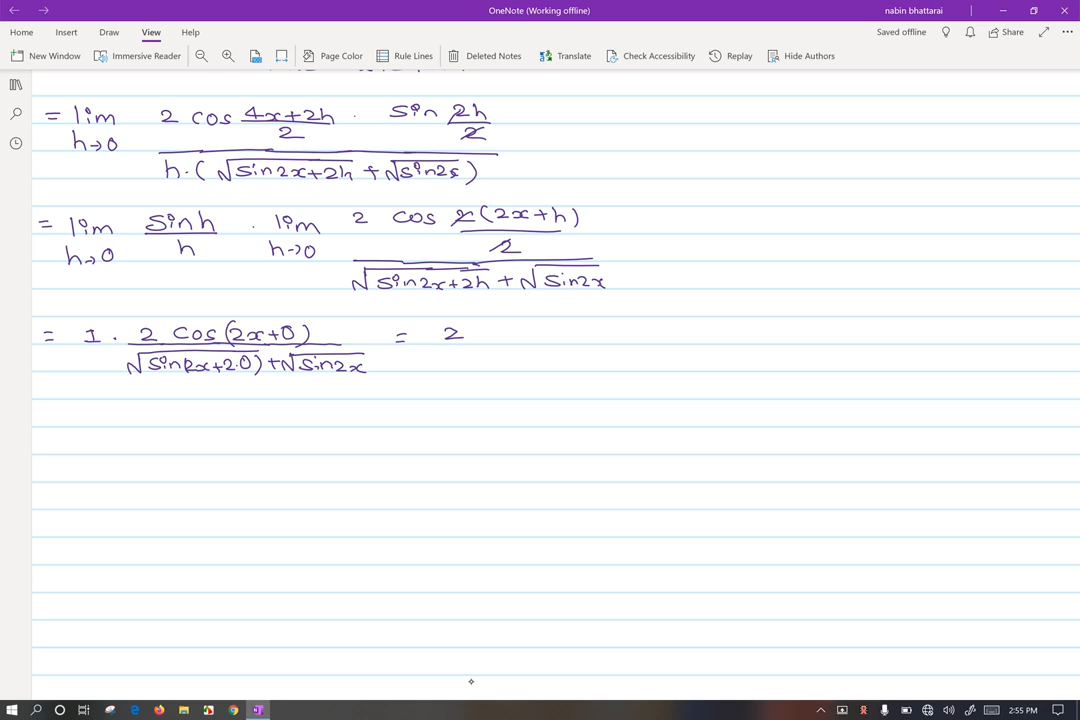 OneNote (Working offline)
nabin bhattarai
Home Insert Draw View Help
Saved offline Share
New Window Immersive Reader Page Color Rule Lines Deleted Notes Translate Check Accessibility Replay Hide Authors
= lim h→0 2 cos 4x+2h/2 . sin 2h/2
h.(√sin2x+2h + √sin2x)
= lim h→0 sinh/h . lim h→0 2 cos 2(2x+h)/2
√sin2x+2h + √sin2x
= 1 . 2 cos(2x+0) = 2
√sin(2x+2.0) + √sin2x
2:55 PM